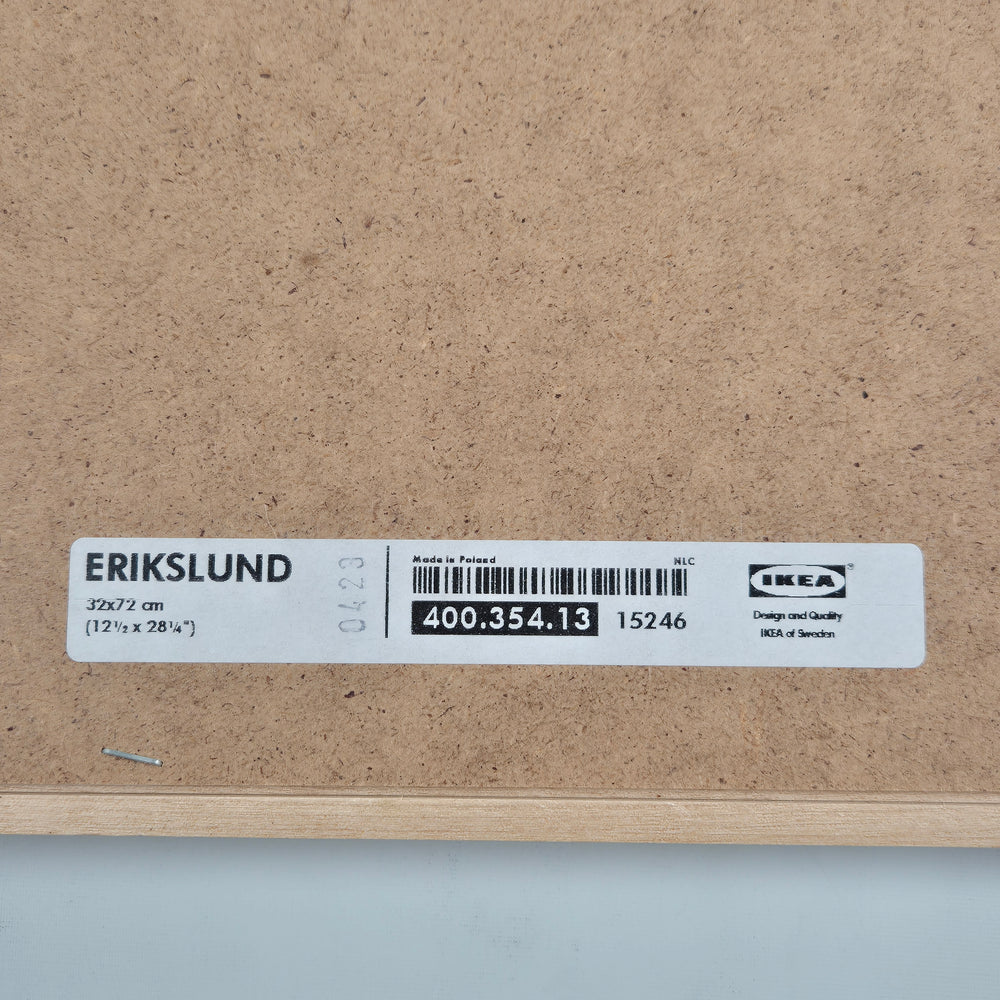 ERIKSLUND
32x72 cm
(12½ x 28¼")
0423
Made in Poland
NLC
400.354.13 15246
IKEA®
Design and Quality
IKEA of Sweden